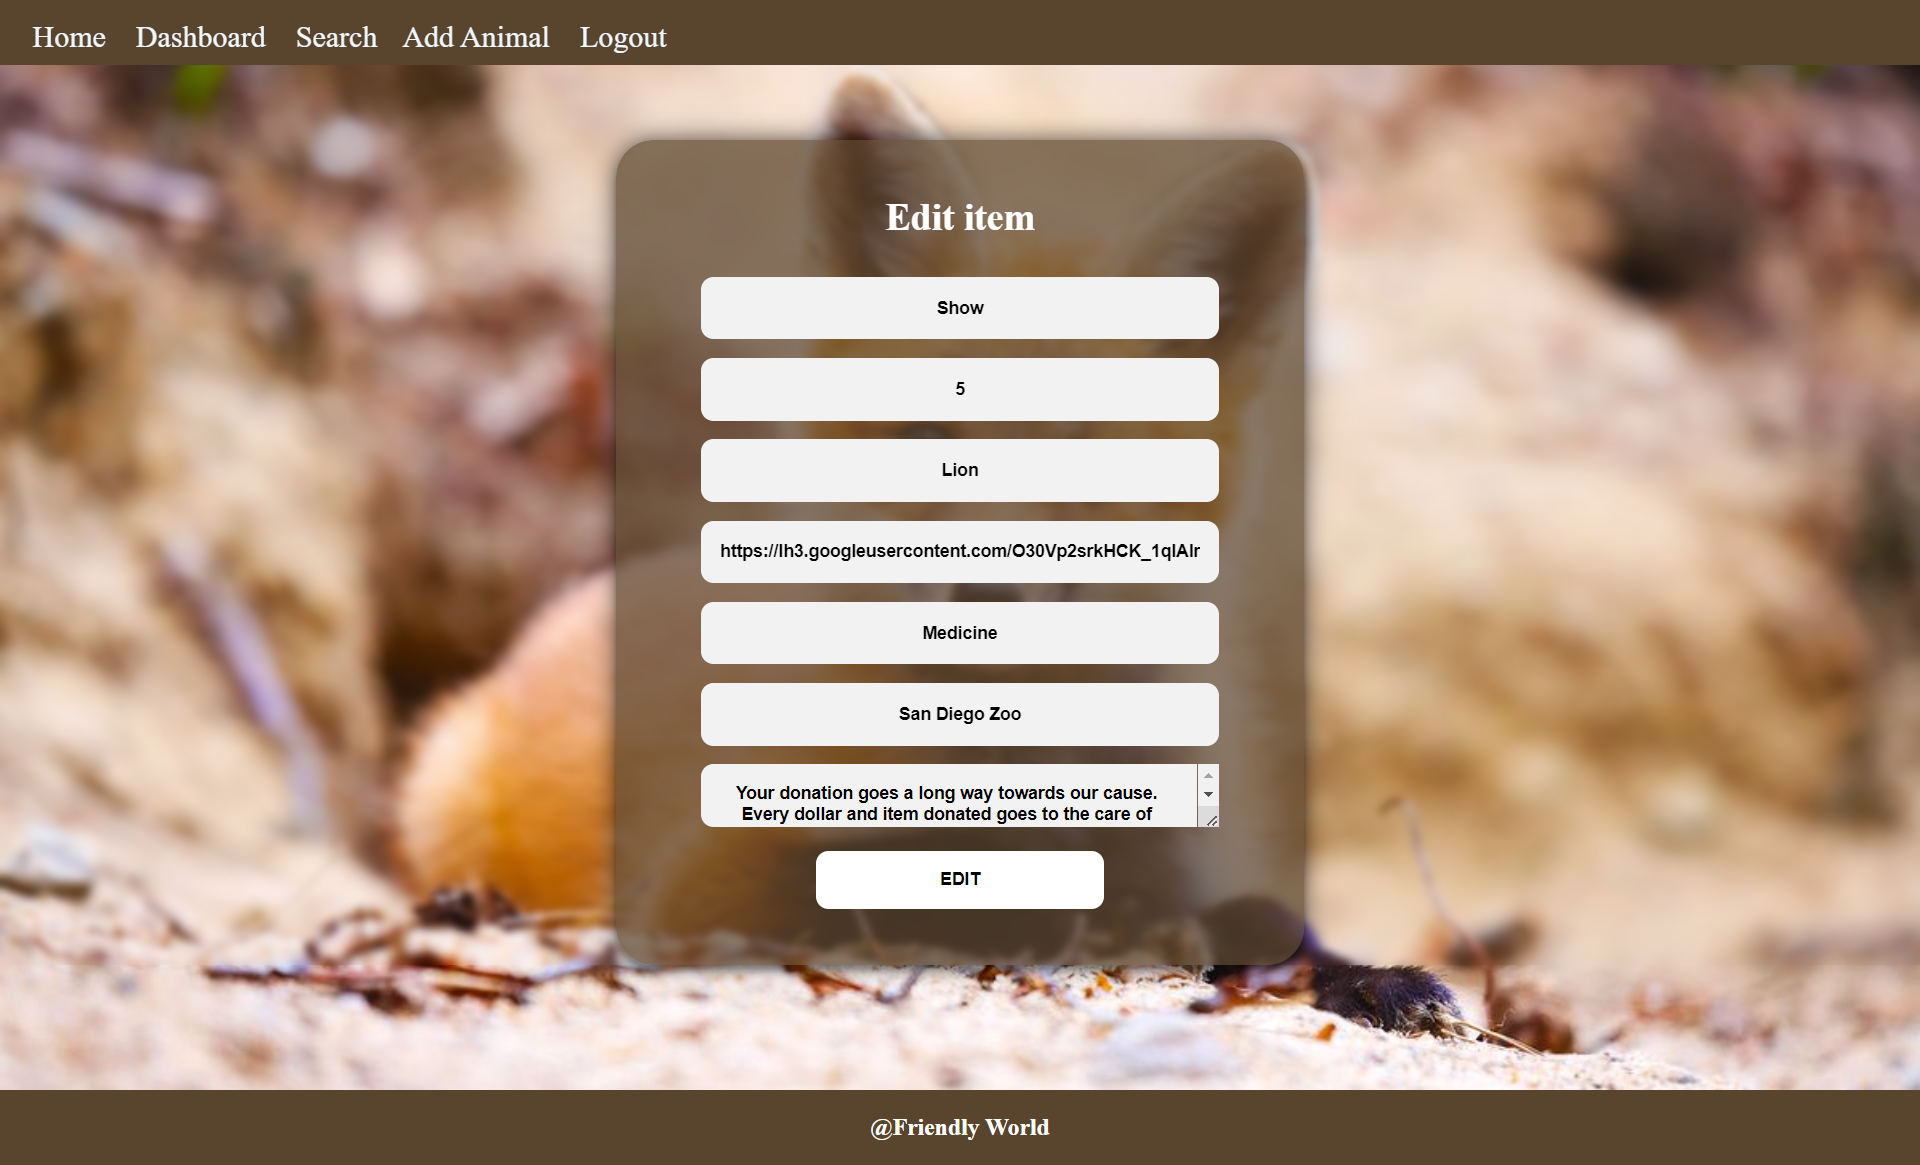 Home Dashboard Search Add Animal Logout
Edit item
Show
5
Lion
https://lh3.googleusercontent.com/O30Vp2srkHCK_1qlAIr
Medicine
San Diego Zoo
Your donation goes a long way towards our cause.
Every dollar and item donated goes to the care of
EDIT
@Friendly World